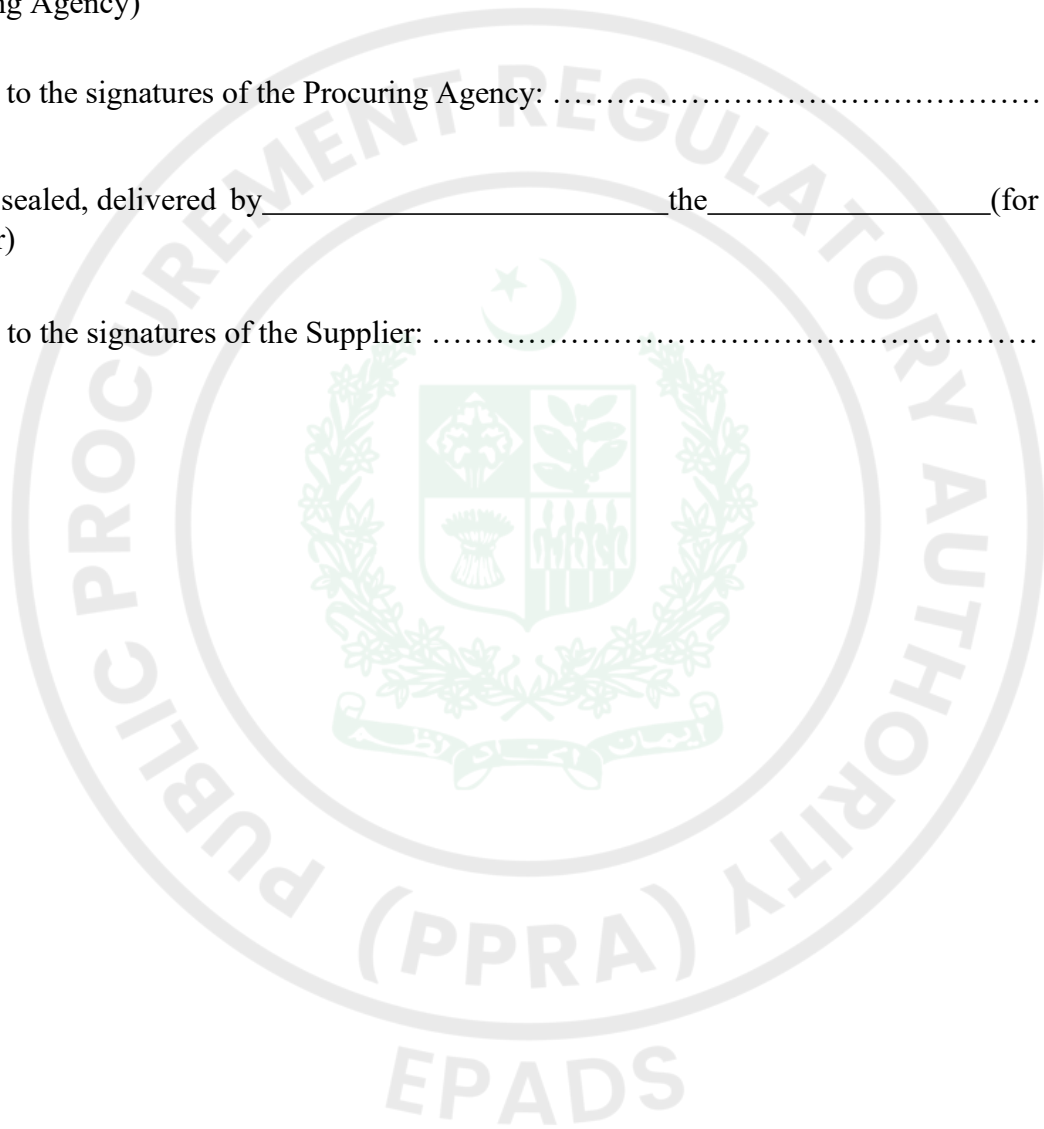 ng Agency)
to the signatures of the Procuring Agency: ……………………………………
sealed, delivered by__________________________the__________________(for
r)
to the signatures of the Supplier: ……………………………………………
PUBLIC PROCUREMENT REGULATORY AUTHORITY
(PPRA)
EPADS